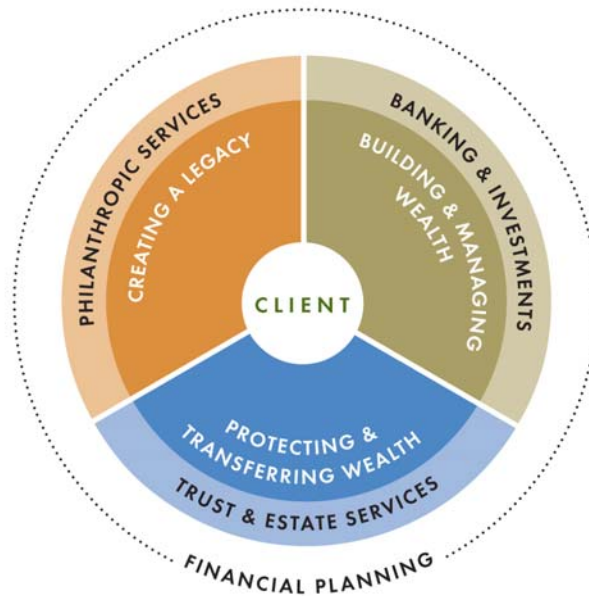 PHILANTHROPIC SERVICES
CREATING A LEGACY
BANKING & INVESTMENTS
BUILDING & MANAGING
WEALTH
CLIENT
PROTECTING &
TRANSFERRING WEALTH
TRUST & ESTATE SERVICES
FINANCIAL PLANNING